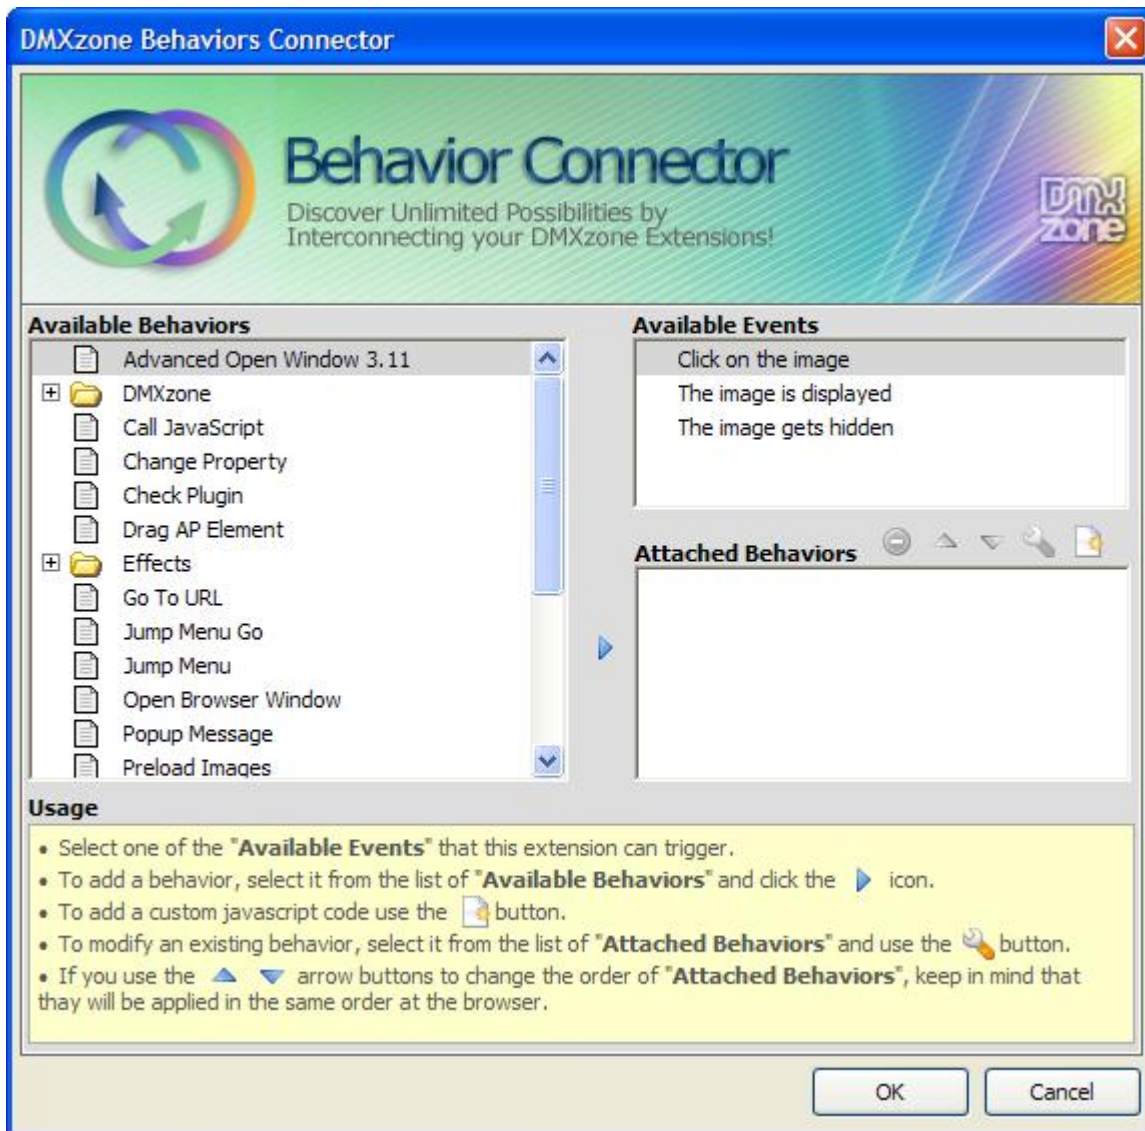 DMXzone Behaviors Connector
Behavior Connector
Discover Unlimited Possibilities by
Interconnecting your DMXzone Extensions!
DMX
zone
Available Behaviors
Advanced Open Window 3.11
DMXzone
Call JavaScript
Change Property
Check Plugin
Drag AP Element
Effects
Go To URL
Jump Menu Go
Jump Menu
Open Browser Window
Popup Message
Preload Images
Available Events
Click on the image
The image is displayed
The image gets hidden
Attached Behaviors
Usage
• Select one of the "Available Events" that this extension can trigger.
• To add a behavior, select it from the list of "Available Behaviors" and click the icon.
• To add a custom javascript code use the button.
• To modify an existing behavior, select it from the list of "Attached Behaviors" and use the button.
• If you use the arrow buttons to change the order of "Attached Behaviors", keep in mind that
thay will be applied in the same order at the browser.
OK
Cancel